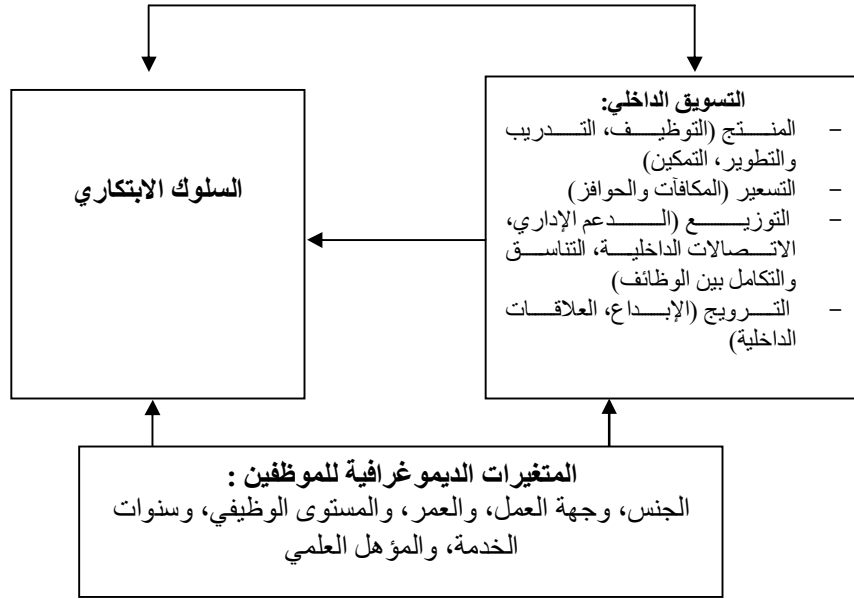 التسويق الداخلي:
- المنتج (التوظيف، التدريب
والتطوير، التمكين)
- التسعير (المكافآت والحوافز)
- التوزيع (الدعم الإداري،
الاتصالات الداخلية، التناسق
والتكامل بين الوظائف)
- الترويج (الإبداع، العلاقات
الداخلية)
السلوك الابتكاري
المتغيرات الديموغرافية للموظفين :
الجنس، وجهة العمل، والعمر، والمستوى الوظيفي، وسنوات
الخدمة، والمؤهل العلمي